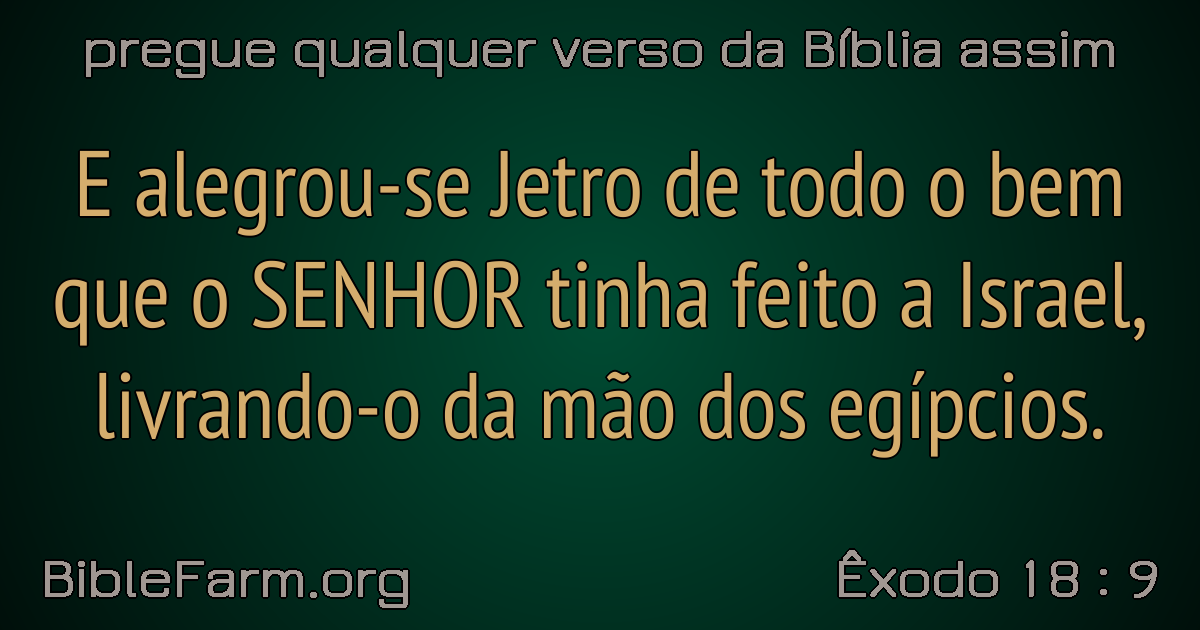 pregue qualquer verso da Bíblia assim
E alegrou-se Jetro de todo o bem
que o SENHOR tinha feito a Israel,
livrando-o da mão dos egípcios.
BibleFarm.org
Êxodo 18 : 9